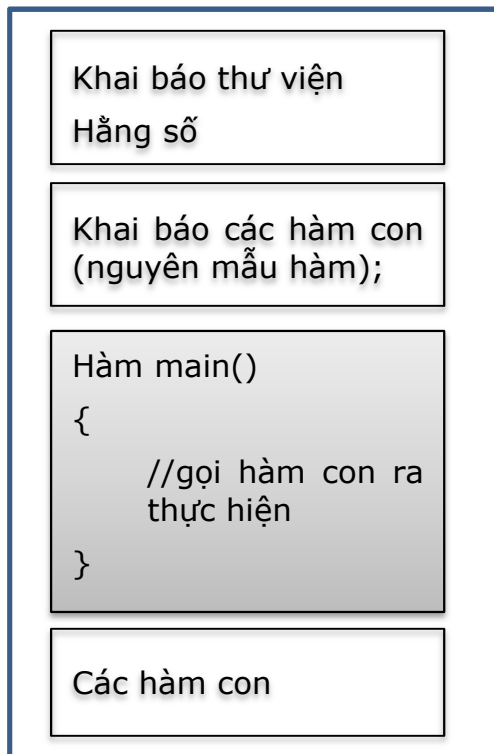 Khai báo thư viện
Hằng số
Khai báo các hàm con
(nguyên mẫu hàm);
Hàm main()
{
//gọi hàm con ra
thực hiện
}
Các hàm con